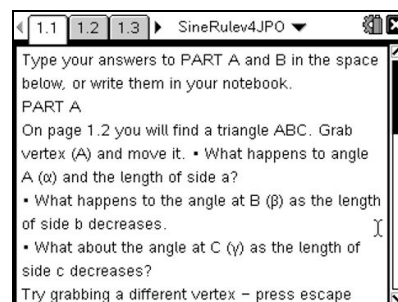 1.1 1.2 1.3 SineRulev4JPO
Type your answers to PART A and B in the space
below, or write them in your notebook.
PART A
On page 1.2 you will find a triangle ABC. Grab
vertex (A) and move it. • What happens to angle
A (α) and the length of side a?
• What happens to the angle at B (β) as the length
of side b decreases.
• What about the angle at C (γ) as the length of
side c decreases?
Try grabbing a different vertex – press escape